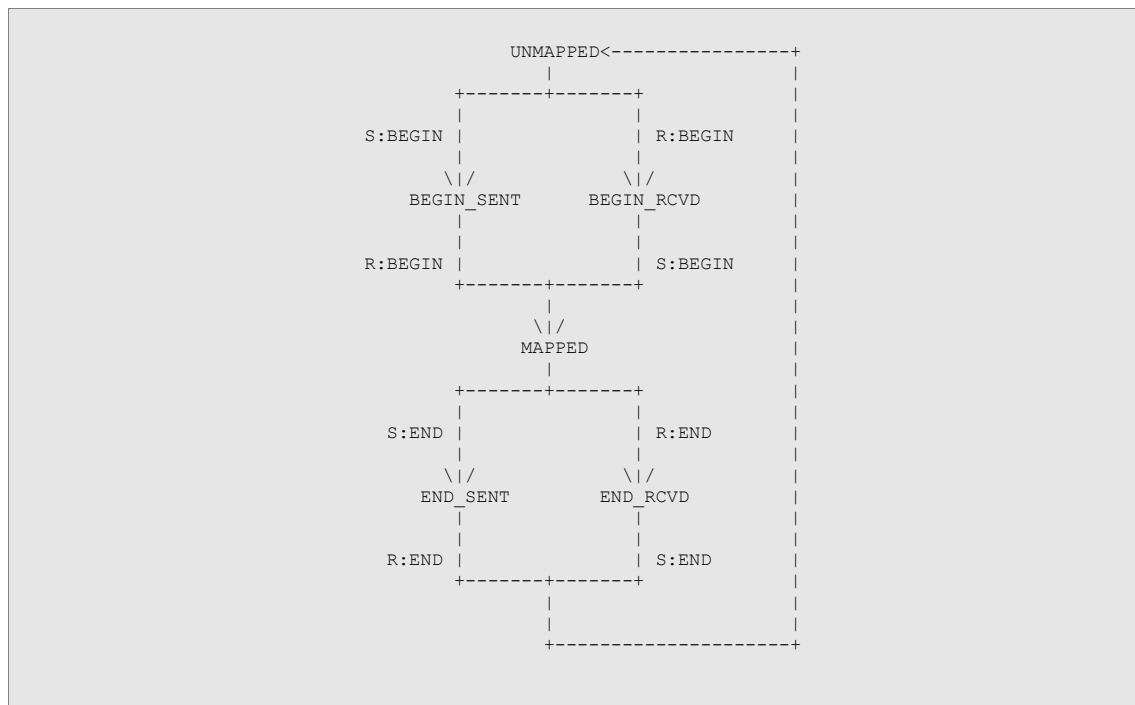 UNMAPPED<----------------+
|                      |
+-------+-------+              |
|               |              |
S:BEGIN |               | R:BEGIN      |
|               |              |
\|/             \|/             |
BEGIN_SENT      BEGIN_RCVD         |
|               |              |
|               |              |
R:BEGIN |               | S:BEGIN      |
+-------+-------+              |
|                      |
\|/                     |
MAPPED                    |
|                      |
+-------+-------+              |
|               |              |
S:END |               | R:END        |
|               |              |
\|/             \|/             |
END_SENT        END_RCVD          |
|               |              |
|               |              |
R:END |               | S:END        |
+-------+-------+              |
|                      |
|                      |
+----------------------+